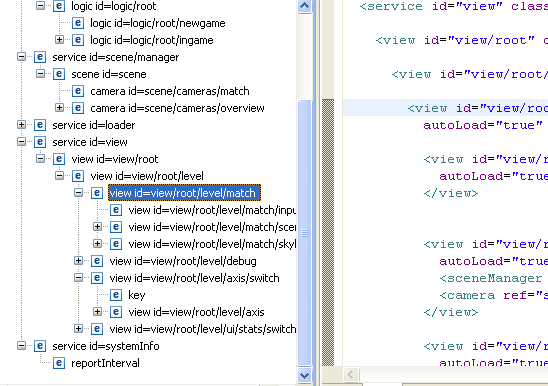 logic id=logic/root
logic id=logic/root/newgame
logic id=logic/root/ingame
service id=scene/manager
scene id=scene
camera id=scene/cameras/match
camera id=scene/cameras/overview
service id=loader
service id=view
view id=view/root
view id=view/root/level
view id=view/root/level/match
view id=view/root/level/match/inpu
view id=view/root/level/match/scen
view id=view/root/level/match/skyl
view id=view/root/level/debug
view id=view/root/level/axis/switch
key
view id=view/root/level/axis
view id=view/root/level/ui/stats/switch
service id=systemInfo
reportInterval
<service id="view" clas
<view id="view/root" c
<view id="view/root/
<view id="view/roo
autoLoad="true"
<view id="view/r
autoLoad="true
</view>
<view id="view/r
autoLoad="true
<sceneManager
<camera ref="s
</view>
<view id="view/r
autoLoad="true